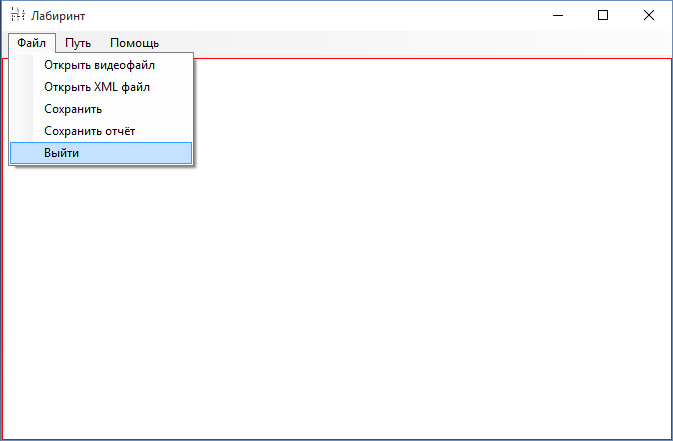 Лабиринт
Файл Путь Помощь
Открыть видеофайл
Открыть XML файл
Сохранить
Сохранить отчёт
Выйти